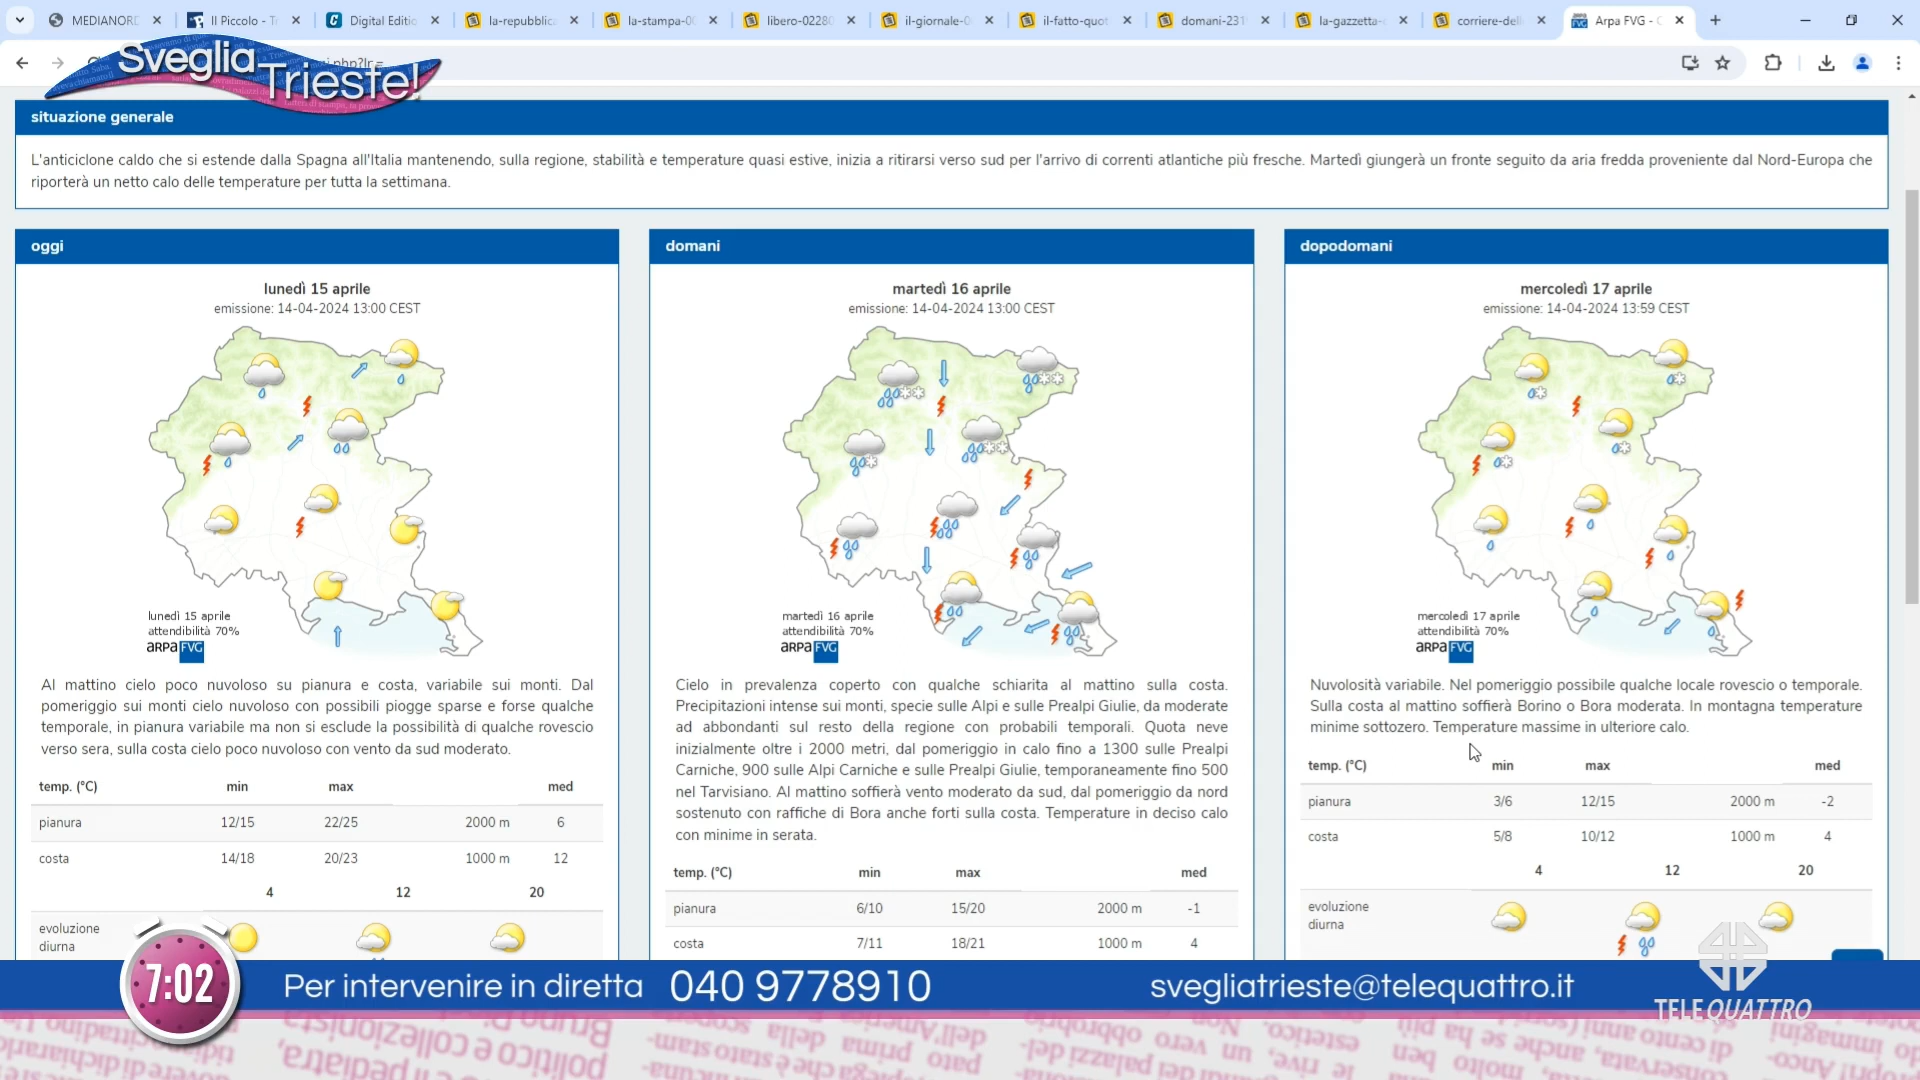 MEDIANORD
Il Piccolo - T
Digital Editio
la-repubblic
la-stampa-00
libero-02280
il-giornale-0
il-fatto-quot
domani-231
la-gazzetta-
corriere-del
Arpa FVG -
Sveglia
Trieste!
situazione generale
L'anticiclone caldo che si estende dalla Spagna all'Italia mantenendo, sulla regione, stabilità e temperature quasi estive, inizia a ritirarsi verso sud per l'arrivo di correnti atlantiche più fresche. Martedì giungerà un fronte seguito da aria fredda proveniente dal Nord-Europa che
riporterà un netto calo delle temperature per tutta la settimana.
oggi
lunedì 15 aprile
emissione: 14-04-2024 13:00 CEST
lunedì 15 aprile
attendibilità 70%
arpa FVG
Al mattino cielo poco nuvoloso su pianura e costa, variabile sui monti. Dal
pomeriggio sui monti cielo nuvoloso con possibili piogge sparse e forse qualche
temporale, in pianura variabile ma non si esclude la possibilità di qualche rovescio
verso sera, sulla costa cielo poco nuvoloso con vento da sud moderato.
temp. (°C) min max med
pianura 12/15 22/25 2000 m 6
costa 14/18 20/23 1000 m 12
4 12 20
evoluzione
diurna
domani
martedì 16 aprile
emissione: 14-04-2024 13:00 CEST
martedì 16 aprile
attendibilità 70%
arpa FVG
Cielo in prevalenza coperto con qualche schiarita al mattino sulla costa.
Precipitazioni intense sui monti, specie sulle Alpi e sulle Prealpi Giulie, da moderate
ad abbondanti sul resto della regione con probabili temporali. Quota neve
inizialmente oltre i 2000 metri, dal pomeriggio in calo fino a 1300 sulle Prealpi
Carniche, 900 sulle Alpi Carniche e sulle Prealpi Giulie, temporaneamente fino 500
nel Tarvisiano. Al mattino soffierà vento moderato da sud, dal pomeriggio da nord
sostenuto con raffiche di Bora anche forti sulla costa. Temperature in deciso calo
con minime in serata.
temp. (°C) min max med
pianura 6/10 15/20 2000 m -1
costa 7/11 18/21 1000 m 4
dopodomani
mercoledì 17 aprile
emissione: 14-04-2024 13:59 CEST
mercoledì 17 aprile
attendibilità 70%
arpa FVG
Nuvolosità variabile. Nel pomeriggio possibile qualche locale rovescio o temporale.
Sulla costa al mattino soffierà Borino o Bora moderata. In montagna temperature
minime sottozero. Temperature massime in ulteriore calo.
temp. (°C) min max med
pianura 3/6 12/15 2000 m -2
costa 5/8 10/12 1000 m 4
4 12 20
evoluzione
diurna
7:02
Per intervenire in diretta 040 9778910
svegliatrieste@telequattro.it
TELEQUATTRO